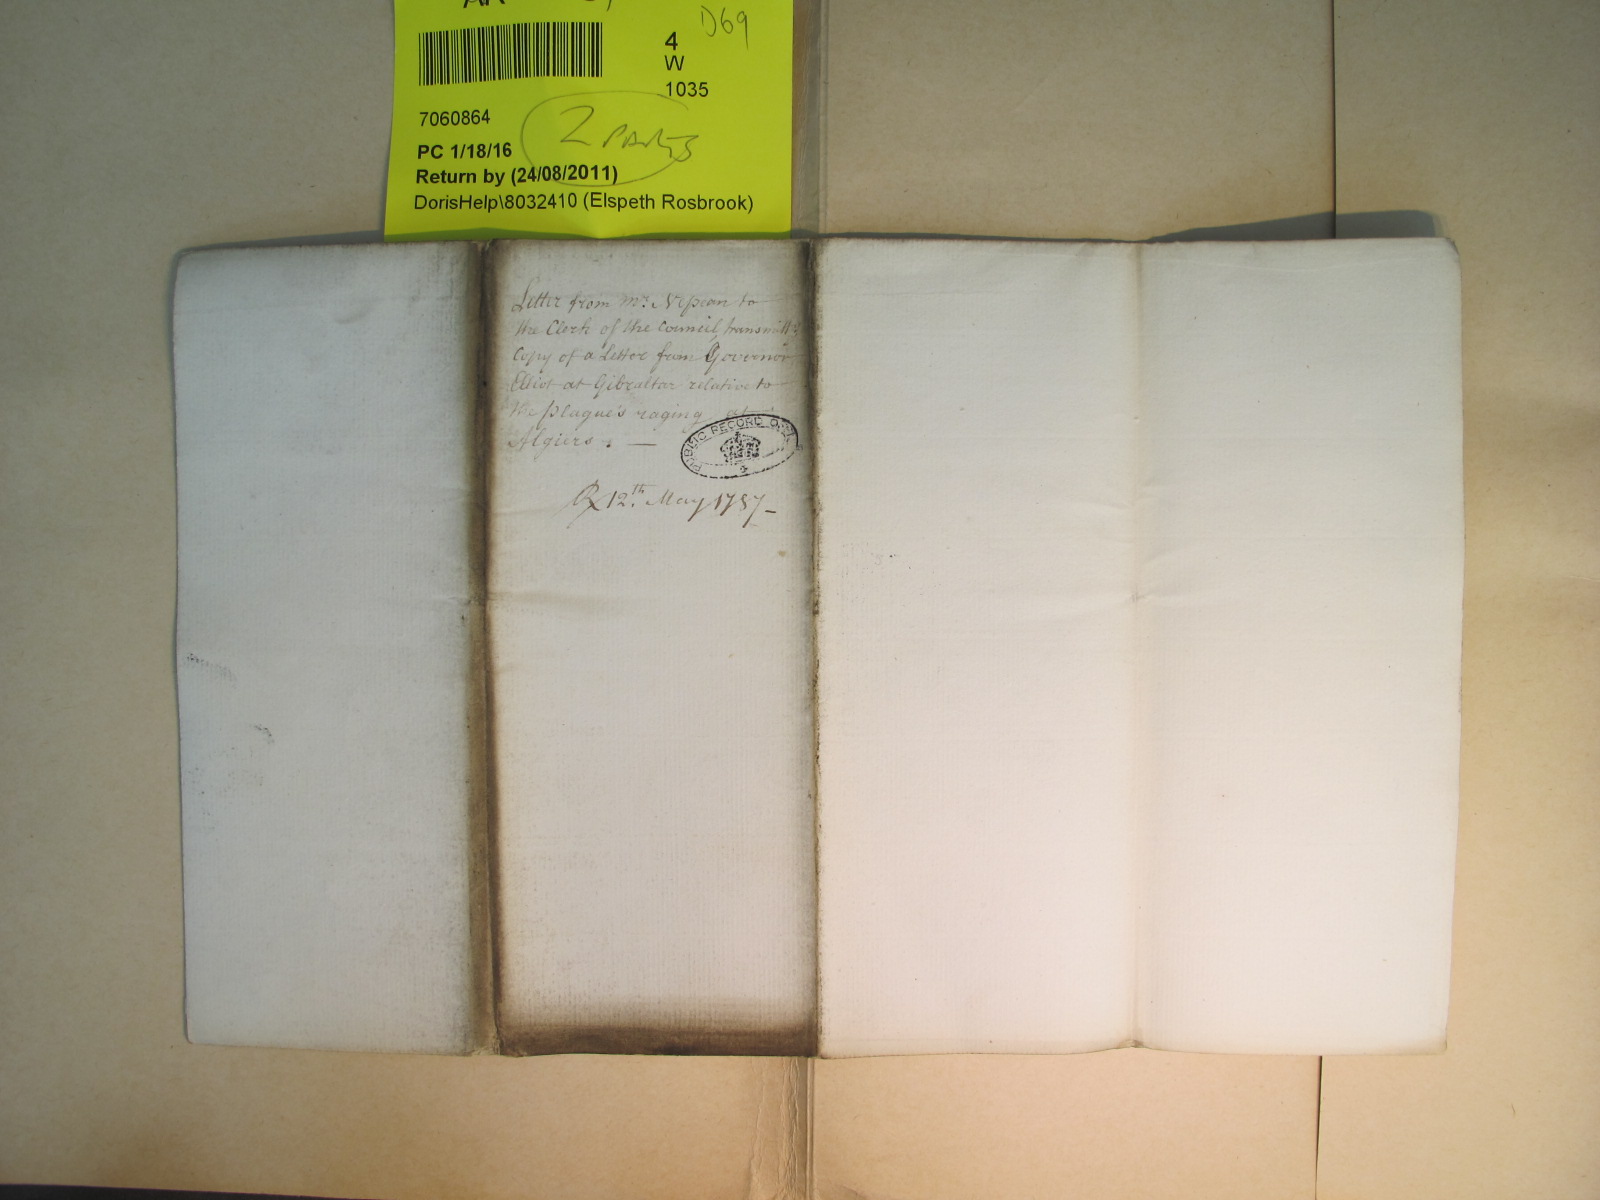 D69
4
W
1035
7060864
2 PARTS
PC 1/18/16
Return by (24/08/2011)
DorisHelp\8032410 (Elspeth Rosbrook)
Letter from Mr. Nepean to
the Clerk of the Council, transmittg
Copy of a Letter from Governor
Elliot at Gibraltar relative to
the Plague's raging at
Algiers. —
PUBLIC RECORD OFFICE
Rx 12th. May 1787 -